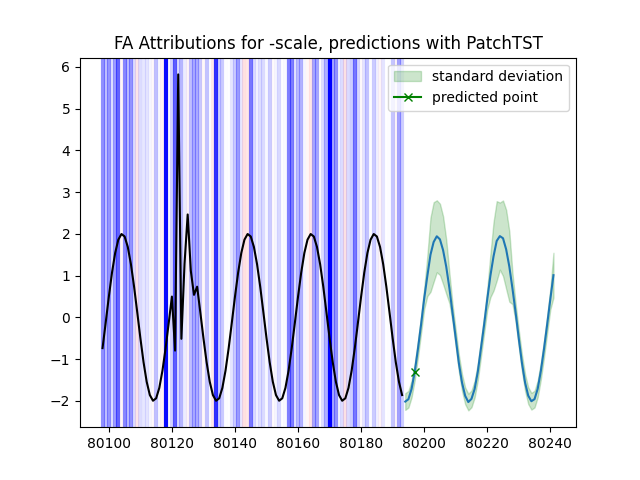 FA Attributions for -scale, predictions with PatchTST
standard deviation
predicted point
6
5
4
3
2
1
0
−1
−2
80100 80120 80140 80160 80180 80200 80220 80240